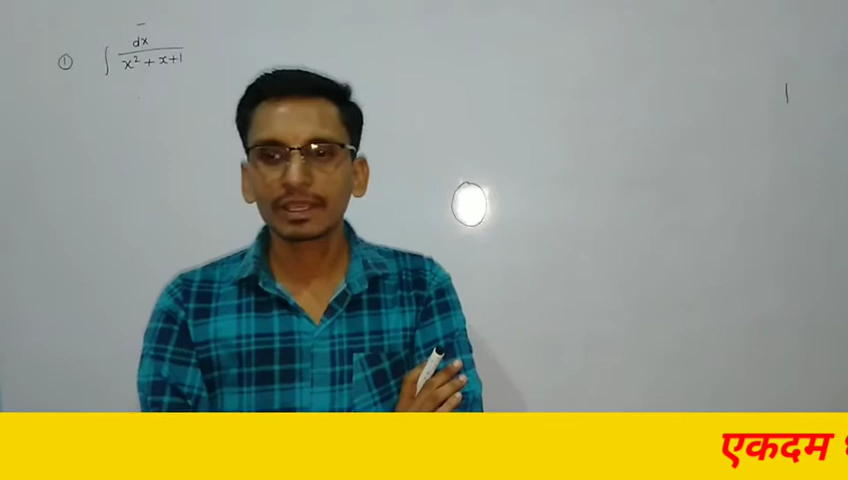 ① ∫ dx / (x² + x + 1)
एकदम